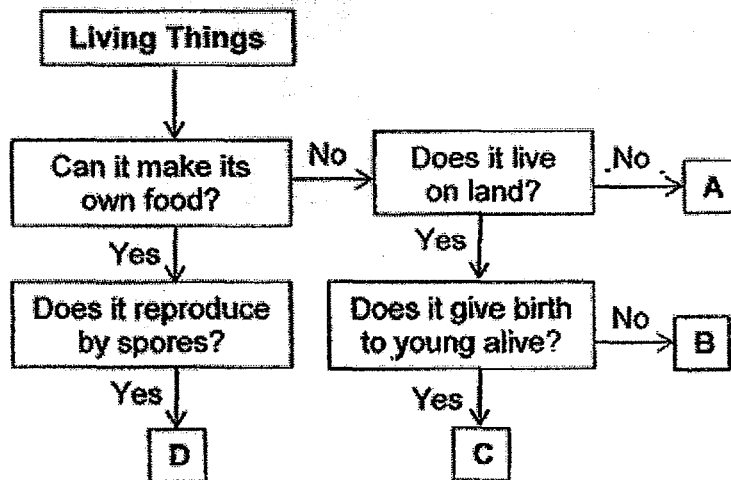 Living Things
Can it make its
own food?
No
Does it live
on land?
No
A
Yes
Yes
Does it reproduce
by spores?
Does it give birth
to young alive?
No
B
Yes
Yes
D
C